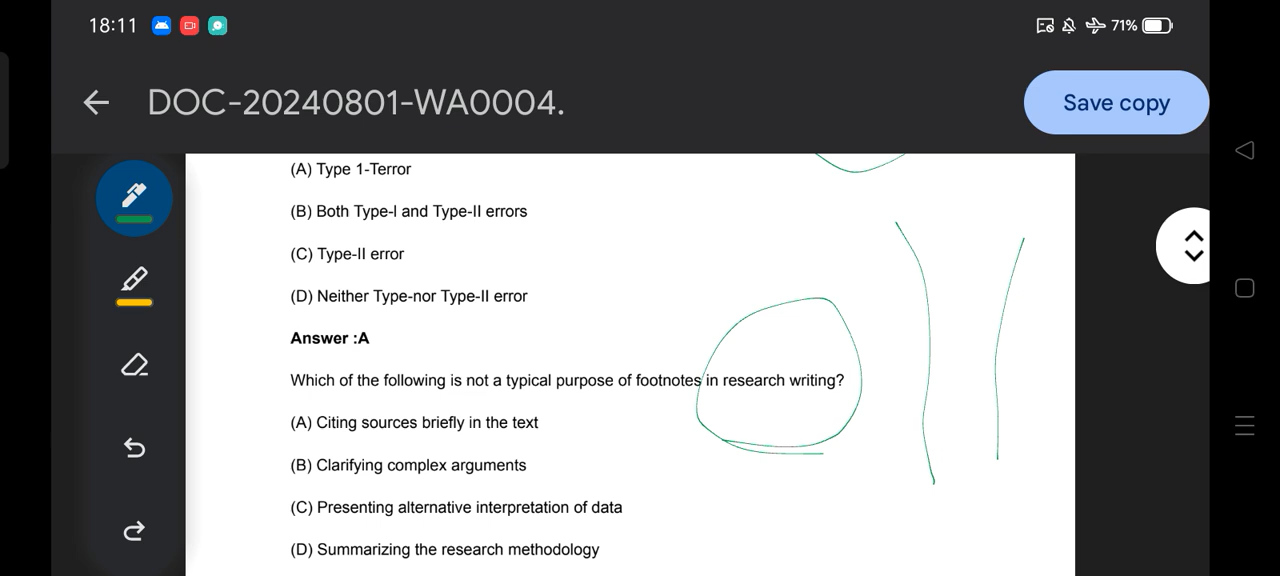 18:11
71%
DOC-20240801-WA0004.
Save copy
(A) Type 1-Terror
(B) Both Type-I and Type-II errors
(C) Type-II error
(D) Neither Type-nor Type-II error
Answer :A
Which of the following is not a typical purpose of footnotes in research writing?
(A) Citing sources briefly in the text
(B) Clarifying complex arguments
(C) Presenting alternative interpretation of data
(D) Summarizing the research methodology